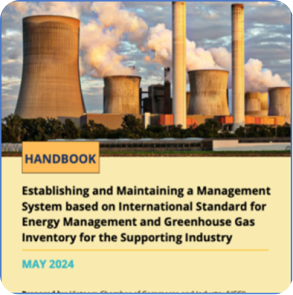 HANDBOOK
Establishing and Maintaining a Management
System based on International Standard for
Energy Management and Greenhouse Gas
Inventory for the Supporting Industry
MAY 2024